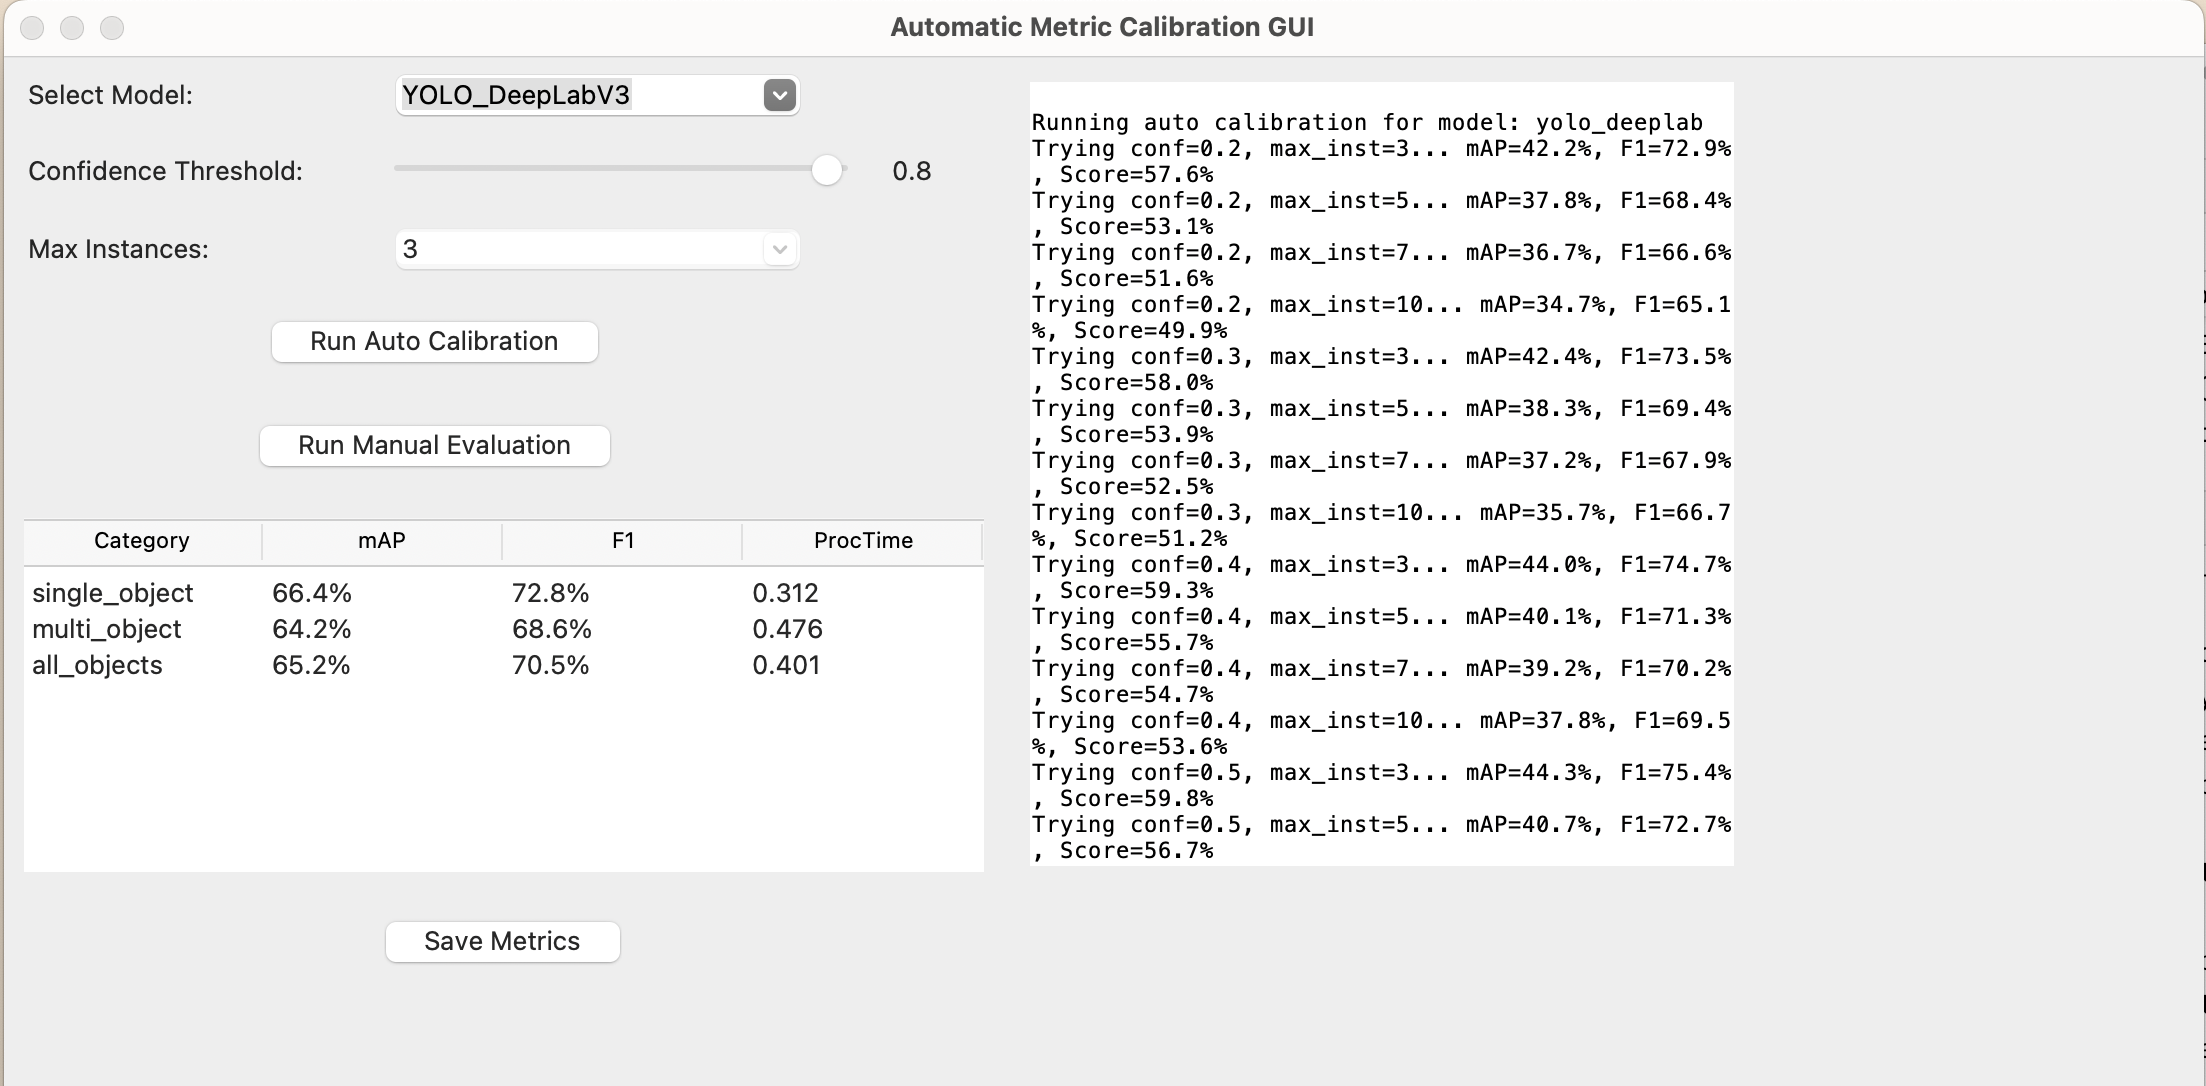 Automatic Metric Calibration GUI
Select Model:
YOLO_DeepLabV3
Confidence Threshold:
0.8
Max Instances:
3
Run Auto Calibration
Run Manual Evaluation
Category mAP F1 ProcTime
single_object 66.4% 72.8% 0.312
multi_object 64.2% 68.6% 0.476
all_objects 65.2% 70.5% 0.401
Save Metrics
Running auto calibration for model: yolo_deeplab
Trying conf=0.2, max_inst=3... mAP=42.2%, F1=72.9%
, Score=57.6%
Trying conf=0.2, max_inst=5... mAP=37.8%, F1=68.4%
, Score=53.1%
Trying conf=0.2, max_inst=7... mAP=36.7%, F1=66.6%
, Score=51.6%
Trying conf=0.2, max_inst=10... mAP=34.7%, F1=65.1
%, Score=49.9%
Trying conf=0.3, max_inst=3... mAP=42.4%, F1=73.5%
, Score=58.0%
Trying conf=0.3, max_inst=5... mAP=38.3%, F1=69.4%
, Score=53.9%
Trying conf=0.3, max_inst=7... mAP=37.2%, F1=67.9%
, Score=52.5%
Trying conf=0.3, max_inst=10... mAP=35.7%, F1=66.7
%, Score=51.2%
Trying conf=0.4, max_inst=3... mAP=44.0%, F1=74.7%
, Score=59.3%
Trying conf=0.4, max_inst=5... mAP=40.1%, F1=71.3%
, Score=55.7%
Trying conf=0.4, max_inst=7... mAP=39.2%, F1=70.2%
, Score=54.7%
Trying conf=0.4, max_inst=10... mAP=37.8%, F1=69.5
%, Score=53.6%
Trying conf=0.5, max_inst=3... mAP=44.3%, F1=75.4%
, Score=59.8%
Trying conf=0.5, max_inst=5... mAP=40.7%, F1=72.7%
, Score=56.7%